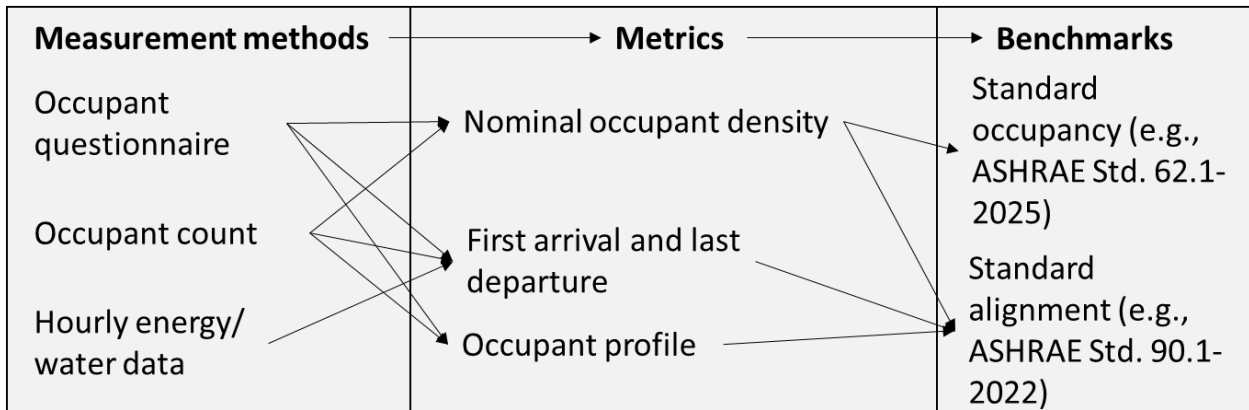 Measurement methods
Metrics
Benchmarks
Occupant
questionnaire
Occupant count
Hourly energy/
water data
Nominal occupant density
First arrival and last
departure
Occupant profile
Standard
occupancy (e.g.,
ASHRAE Std. 62.1-
2025)
Standard
alignment (e.g.,
ASHRAE Std. 90.1-
2022)